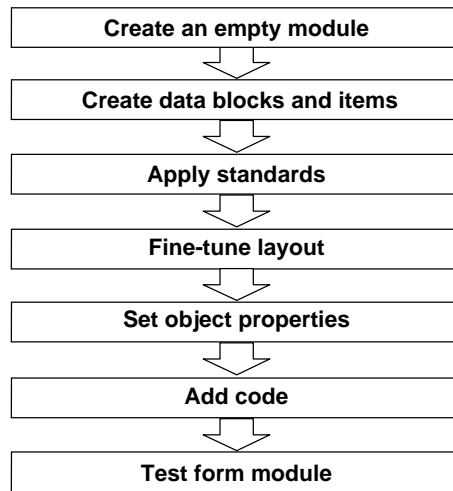 Create an empty module
Create data blocks and items
Apply standards
Fine-tune layout
Set object properties
Add code
Test form module